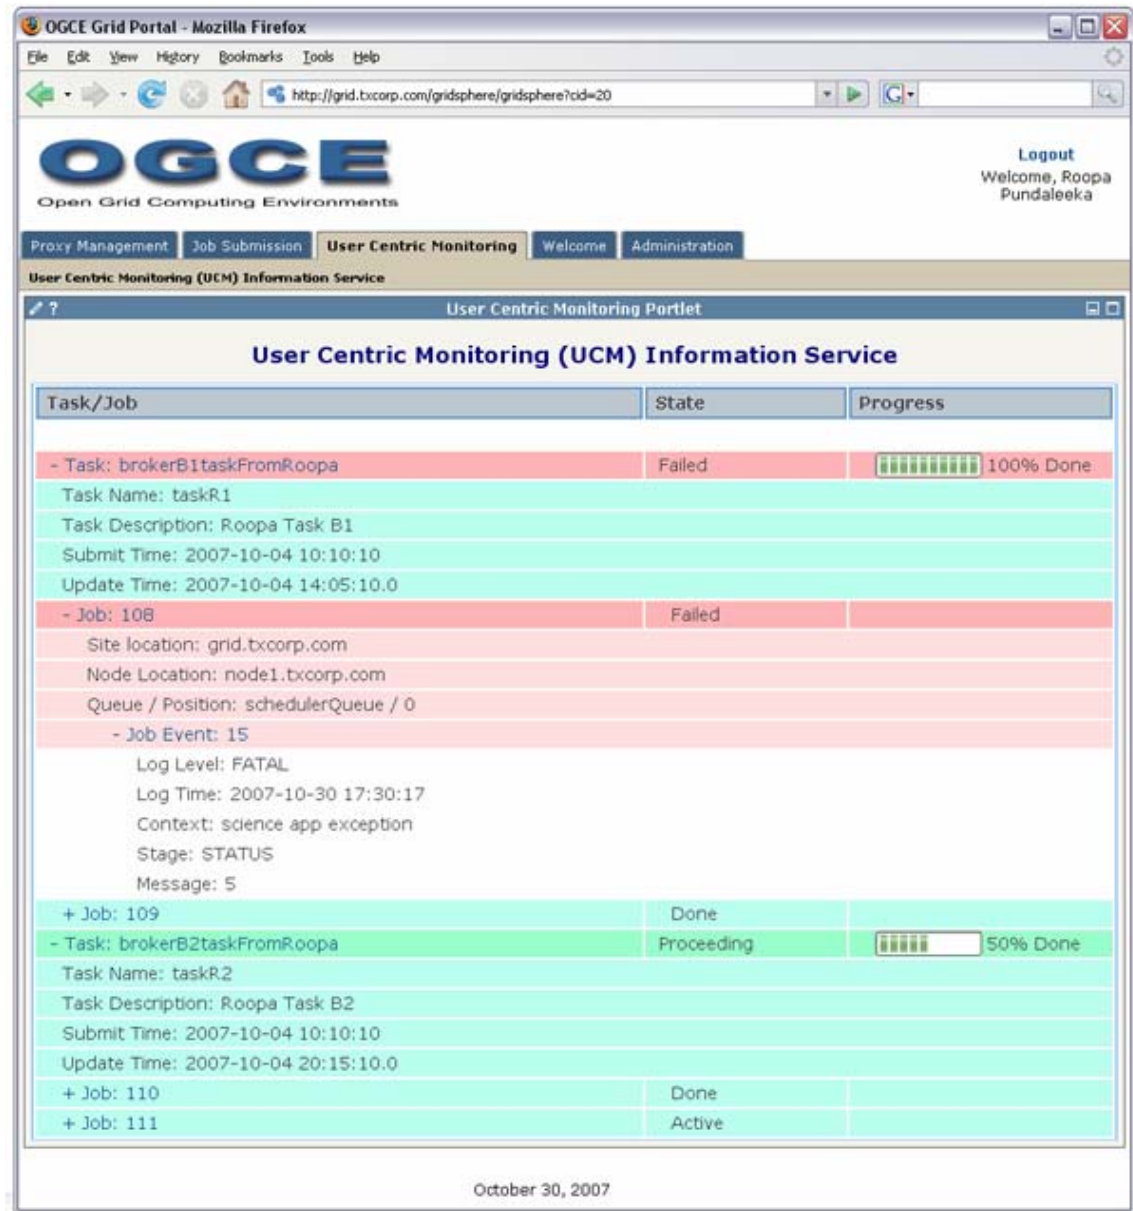 OGCE Grid Portal - Mozilla Firefox
File Edit View History Bookmarks Tools Help
http://grid.txcorp.com/gridsphere/gridsphere?cid=20
G
OGCE
Open Grid Computing Environments
Logout
Welcome, Roopa
Pundaleeka
Proxy Management Job Submission User Centric Monitoring Welcome Administration
User Centric Monitoring (UCM) Information Service
? User Centric Monitoring Portlet
User Centric Monitoring (UCM) Information Service
Task/Job State Progress
- Task: brokerB1taskFromRoopa Failed 100% Done
Task Name: taskR1
Task Description: Roopa Task B1
Submit Time: 2007-10-04 10:10:10
Update Time: 2007-10-04 14:05:10.0
- Job: 108 Failed
Site location: grid.txcorp.com
Node Location: node1.txcorp.com
Queue / Position: schedulerQueue / 0
- Job Event: 15
Log Level: FATAL
Log Time: 2007-10-30 17:30:17
Context: science app exception
Stage: STATUS
Message: 5
+ Job: 109 Done
- Task: brokerB2taskFromRoopa Proceeding 50% Done
Task Name: taskR2
Task Description: Roopa Task B2
Submit Time: 2007-10-04 10:10:10
Update Time: 2007-10-04 20:15:10.0
+ Job: 110 Done
+ Job: 111 Active
October 30, 2007